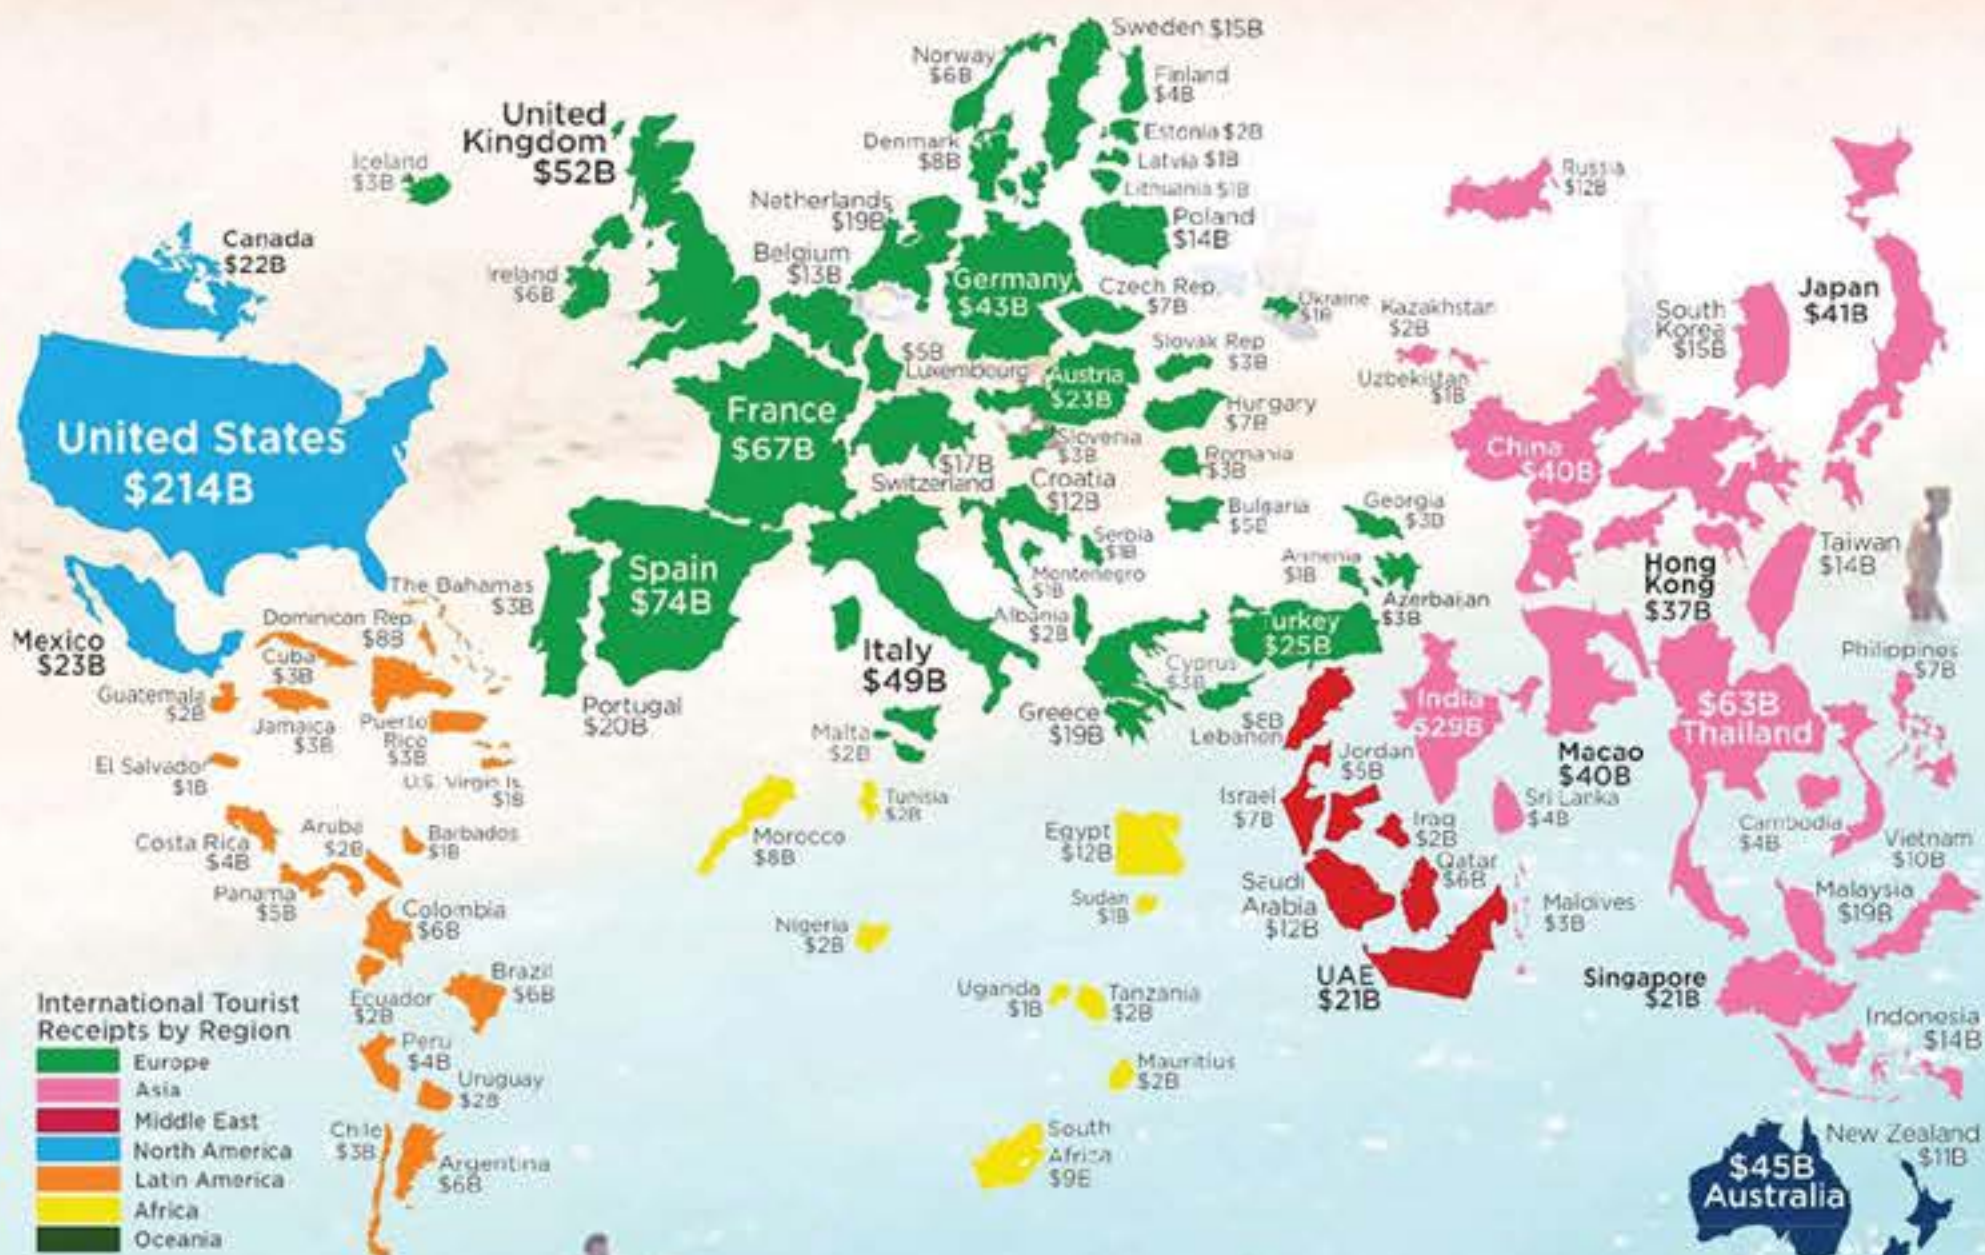 Sweden $15B
Norway
$6B
Finland
$4B
United
Kingdom
$52B
Denmark
$8B
Estonia $2B
Latvia $1B
Lithuania $1B
Iceland
$3B
Russia
$12B
Netherlands
$19B
Poland
$14B
Canada
$22B
Belgium
$13B
Ireland
$6B
Germany
$43B
Czech Rep.
$7B
Ukraine
$1B
Kazakhstan
$2B
South
Korea
$15B
Japan
$41B
$5B
Luxembourg
Slovak Rep
$3B
Uzbekistan
$1B
Austria
$23B
France
$67B
Hungary
$7B
United States
$214B
Slovenia
$3B
Romania
$3B
China
$40B
$17B
Switzerland
Croatia
$12B
Bulgaria
Georgia
Serbia
$1B
Armenia
$1B
Taiwan
$14B
Hong
Kong
$37B
Spain
$74B
Montenegro
$1B
The Bahamas
$3B
Azerbaijan
$3B
Dominican Rep.
$8B
Albania
$2B
Turkey
$25B
Mexico
$23B
Cuba
$3B
Italy
$49B
Cyprus
$3B
Philippines
$7B
Guatemala
$2B
Jamaica
$3B
Puerto
Rico
$3B
Portugal
$20B
Malta
$2B
Greece
$19B
Lebanon
India
$29B
$63B
Thailand
Jordan
$5B
Macao
$40B
El Salvador
$1B
U.S. Virgin Is.
$1B
Israel
$7B
Tunisia
$2B
Sri Lanka
$4B
Costa Rica
$4B
Aruba
$2B
Barbados
$1B
Morocco
$8B
Egypt
$12B
Iraq
$2B
Cambodia
$4B
Vietnam
$10B
Panama
$5B
Qatar
$6B
Saudi
Arabia
$12B
Sudan
$1B
Maldives
$3B
Malaysia
$19B
Colombia
$6B
Nigeria
$2B
UAE
$21B
Singapore
$21B
Brazil
$6B
Ecuador
$2B
Uganda
$1B
Tanzania
$2B
Indonesia
$14B
Peru
$4B
Mauritius
$2B
Uruguay
$2B
Chile
$3B
Argentina
$6B
South
Africa
New Zealand
$11B
$45B
Australia
International Tourist
Receipts by Region
Europe
Asia
Middle East
North America
Latin America
Africa
Oceania